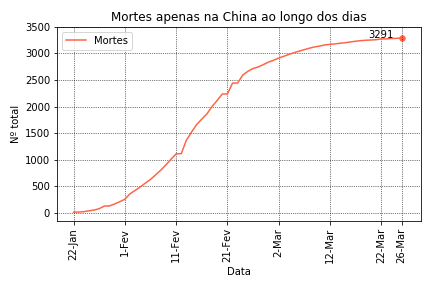 Mortes apenas na China ao longo dos dias
Mortes
3291
Nº total
3500
3000
2500
2000
1500
1000
500
0
22-Jan
1-Fev
11-Fev
21-Fev
2-Mar
12-Mar
22-Mar
26-Mar
Data